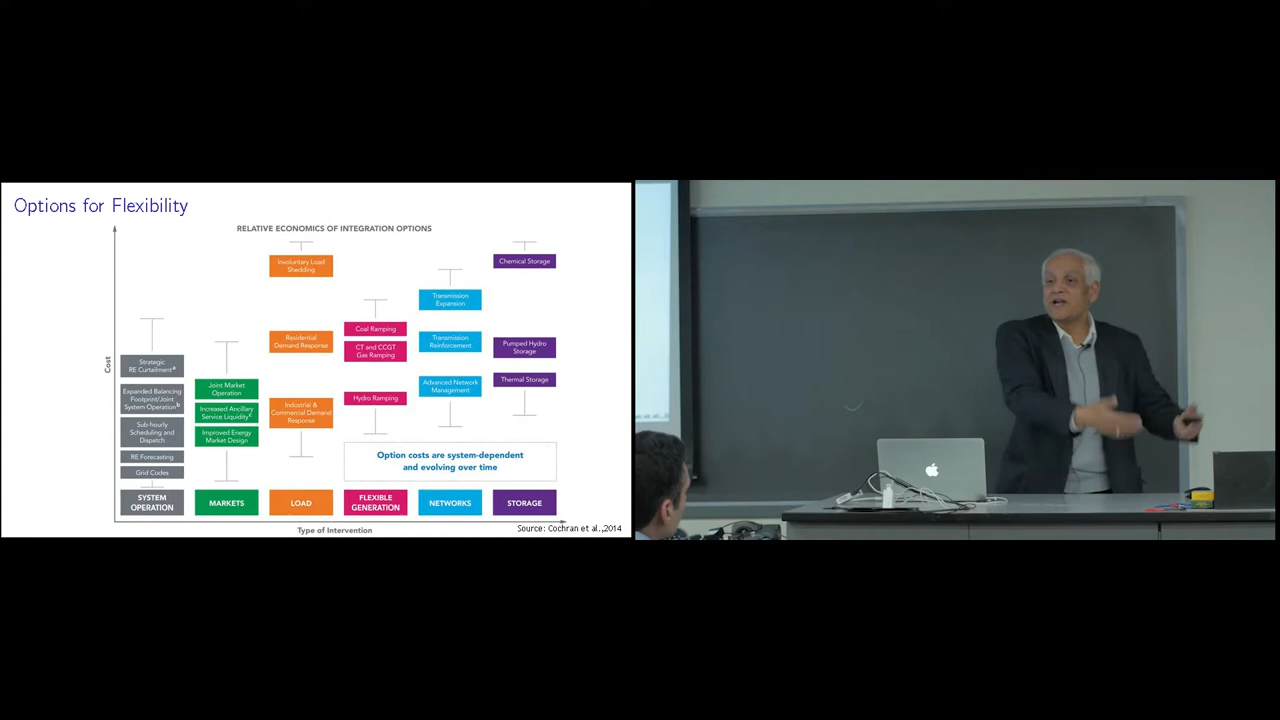 Options for Flexibility
RELATIVE ECONOMICS OF INTEGRATION OPTIONS
Cost
Strategic
RE Curtailmentᵃ
Expanded Balancing
Footprint/Joint
System Operationᵇ
Sub-hourly
Scheduling and
Dispatch
RE Forecasting
Grid Codes
SYSTEM
OPERATION
Joint Market
Operation
Increased Ancillary
Service Liquidityᶜ
Improved Energy
Market Design
MARKETS
Involuntary Load
Shedding
Residential
Demand Response
Industrial &
Commercial Demand
Response
LOAD
Coal Ramping
CT and CCGT
Gas Ramping
Hydro Ramping
FLEXIBLE
GENERATION
Transmission
Expansion
Transmission
Reinforcement
Advanced Network
Management
NETWORKS
Chemical Storage
Pumped Hydro
Storage
Thermal Storage
STORAGE
Option costs are system-dependent
and evolving over time
Type of Intervention
Source: Cochran et al.,2014